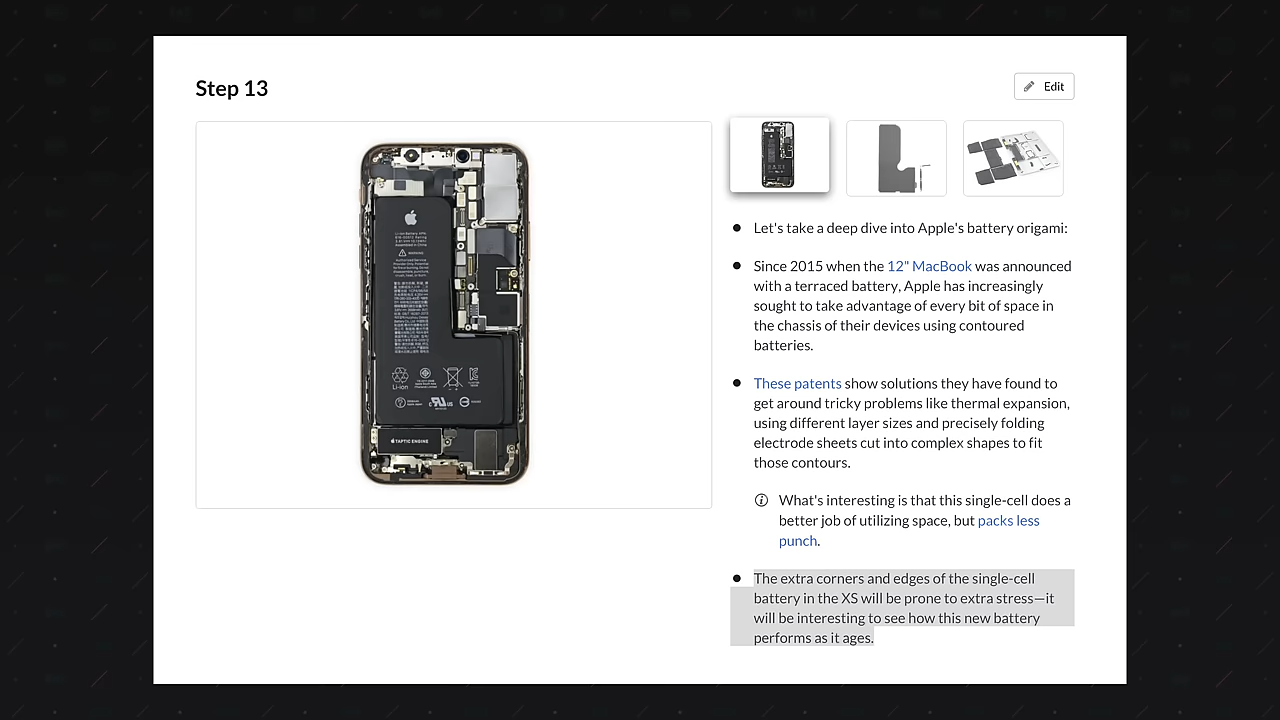 Step 13
Edit
Let's take a deep dive into Apple's battery origami:
Since 2015 when the 12" MacBook was announced
with a terraced battery, Apple has increasingly
sought to take advantage of every bit of space in
the chassis of their devices using contoured
batteries.
These patents show solutions they have found to
get around tricky problems like thermal expansion,
using different layer sizes and precisely folding
electrode sheets cut into complex shapes to fit
those contours.
What's interesting is that this single-cell does a
better job of utilizing space, but packs less
punch.
The extra corners and edges of the single-cell
battery in the XS will be prone to extra stress—it
will be interesting to see how this new battery
performs as it ages.
WARNING
Li-ion
TAPTIC ENGINE